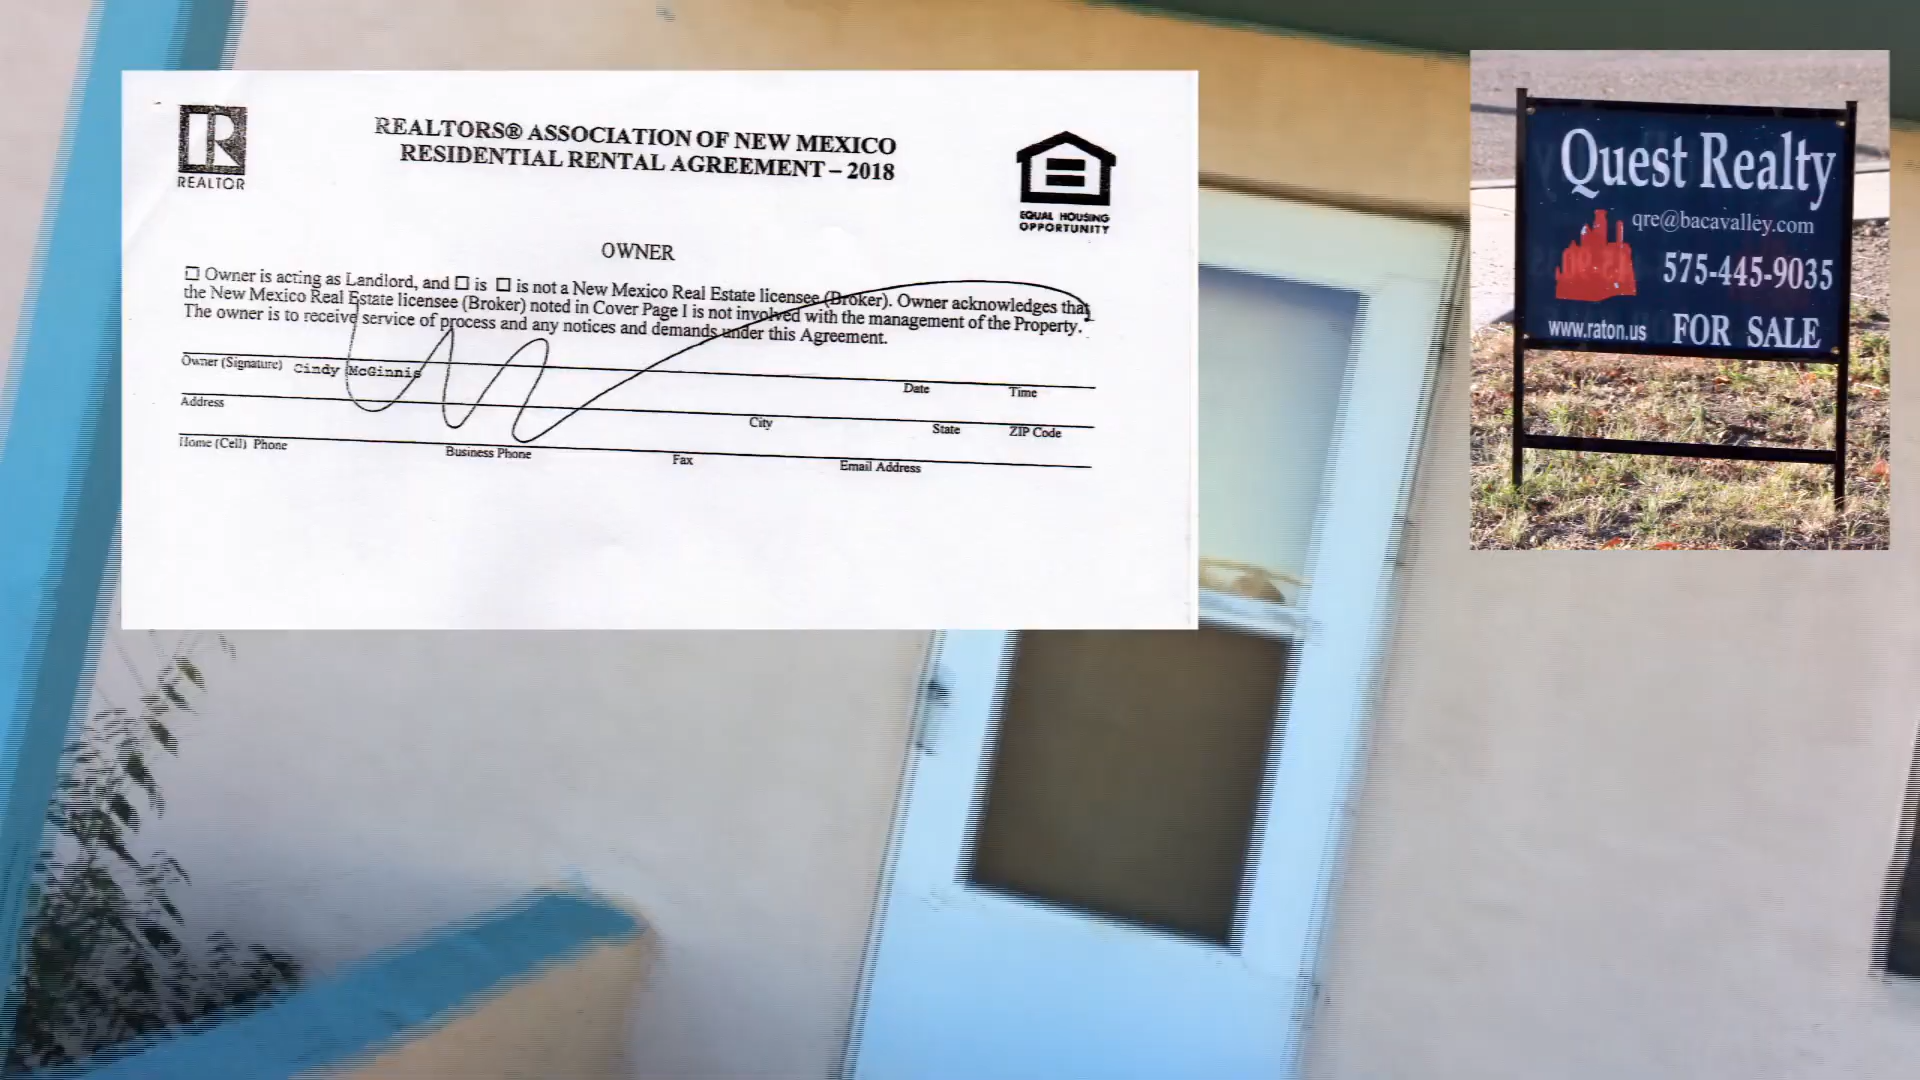 REALTOR
REALTORS® ASSOCIATION OF NEW MEXICO
RESIDENTIAL RENTAL AGREEMENT – 2018
EQUAL HOUSING
OPPORTUNITY
OWNER
☐ Owner is acting as Landlord, and ☐ is ☐ is not a New Mexico Real Estate licensee (Broker). Owner acknowledges that
the New Mexico Real Estate licensee (Broker) noted in Cover Page I is not involved with the management of the Property.
The owner is to receive service of process and any notices and demands under this Agreement.
Owner (Signature) Cindy McGinnis Date Time
Address City State ZIP Code
Home (Cell) Phone Business Phone Fax Email Address
Quest Realty
qre@bacavalley.com
575-445-9035
www.raton.us FOR SALE